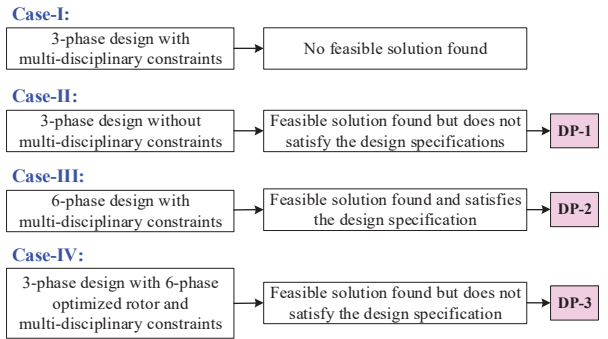 Case-I:
3-phase design with
multi-disciplinary constraints
No feasible solution found
Case-II:
3-phase design without
multi-disciplinary constraints
Feasible solution found but does not
satisfy the design specifications
DP-1
Case-III:
6-phase design with
multi-disciplinary constraints
Feasible solution found and satisfies
the design specification
DP-2
Case-IV:
3-phase design with 6-phase
optimized rotor and
multi-disciplinary constraints
Feasible solution found but does not
satisfy the design specification
DP-3